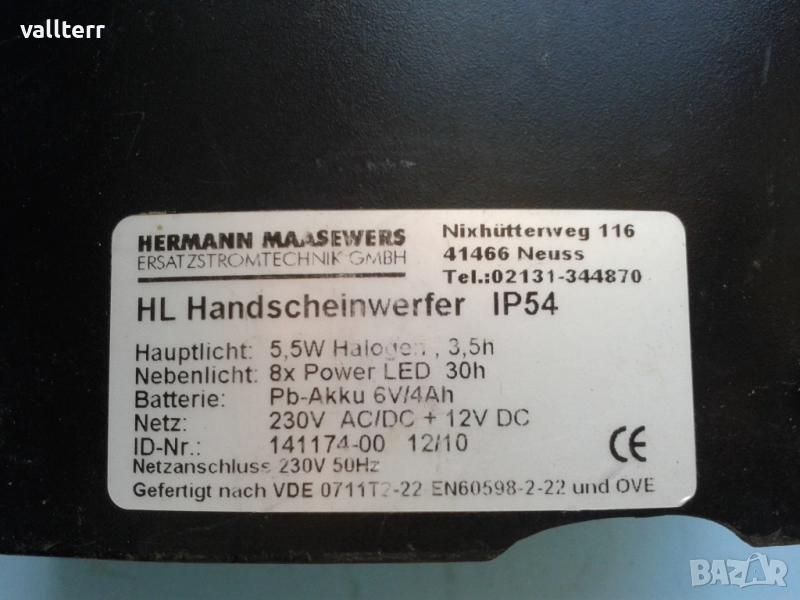 vallterr
HERMANN MAASEWERS
ERSATZSTROMTECHNIK GMBH
Nixhütterweg 116
41466 Neuss
Tel.:02131-344870
HL Handscheinwerfer IP54
Hauptlicht: 5,5W Halogen , 3,5h
Nebenlicht: 8x Power LED 30h
Batterie: Pb-Akku 6V/4Ah
Netz: 230V AC/DC + 12V DC
ID-Nr.: 141174-00 12/10
Netzanschluss 230V 50Hz
Gefertigt nach VDE 0711T2-22 EN60598-2-22 und OVE
CE
BAZAR